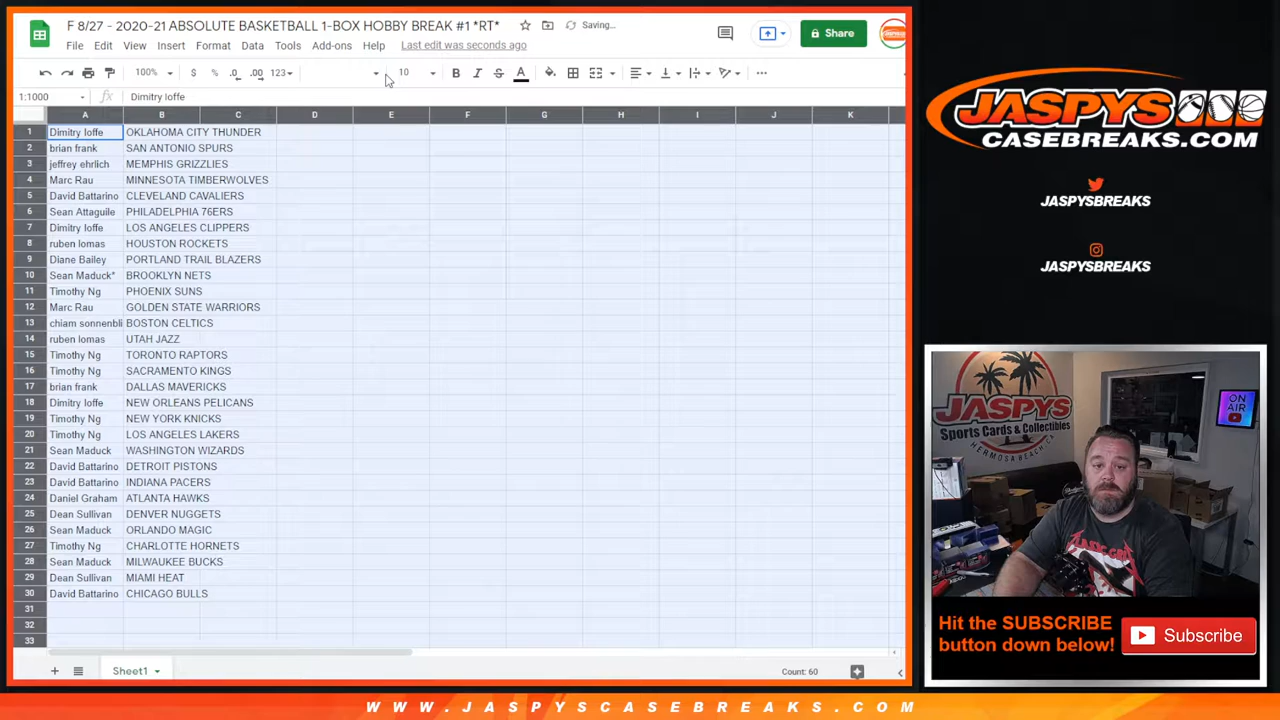 F 8/27 - 2020-21 ABSOLUTE BASKETBALL 1-BOX HOBBY BREAK #1 *RT*
Saving...
Share
File Edit View Insert Format Data Tools Add-ons Help Last edit was seconds ago
100% $ % .0 .00 123 10 B I S A
1:1000 fx Dimitry Ioffe
A B C D E F G H I J K
1 Dimitry Ioffe OKLAHOMA CITY THUNDER
2 brian frank SAN ANTONIO SPURS
3 jeffrey ehrlich MEMPHIS GRIZZLIES
4 Marc Rau MINNESOTA TIMBERWOLVES
5 David Battarino CLEVELAND CAVALIERS
6 Sean Attaguile PHILADELPHIA 76ERS
7 Dimitry Ioffe LOS ANGELES CLIPPERS
8 ruben lomas HOUSTON ROCKETS
9 Diane Bailey PORTLAND TRAIL BLAZERS
10 Sean Maduck* BROOKLYN NETS
11 Timothy Ng PHOENIX SUNS
12 Marc Rau GOLDEN STATE WARRIORS
13 chiam sonnenbli BOSTON CELTICS
14 ruben lomas UTAH JAZZ
15 Timothy Ng TORONTO RAPTORS
16 Timothy Ng SACRAMENTO KINGS
17 brian frank DALLAS MAVERICKS
18 Dimitry Ioffe NEW ORLEANS PELICANS
19 Timothy Ng NEW YORK KNICKS
20 Timothy Ng LOS ANGELES LAKERS
21 Sean Maduck WASHINGTON WIZARDS
22 David Battarino DETROIT PISTONS
23 David Battarino INDIANA PACERS
24 Daniel Graham ATLANTA HAWKS
25 Dean Sullivan DENVER NUGGETS
26 Sean Maduck ORLANDO MAGIC
27 Timothy Ng CHARLOTTE HORNETS
28 Sean Maduck MILWAUKEE BUCKS
29 Dean Sullivan MIAMI HEAT
30 David Battarino CHICAGO BULLS
31
32
33
Sheet1
Count: 60
JASPYS
CASEBREAKS.COM
JASPYSBREAKS
JASPYSBREAKS
JASPYS
Sports Cards & Collectibles
HERMOSA BEACH, CA
ON AIR
Hit the SUBSCRIBE
button down below!
Subscribe
WWW.JASPYSCASEBREAKS.COM